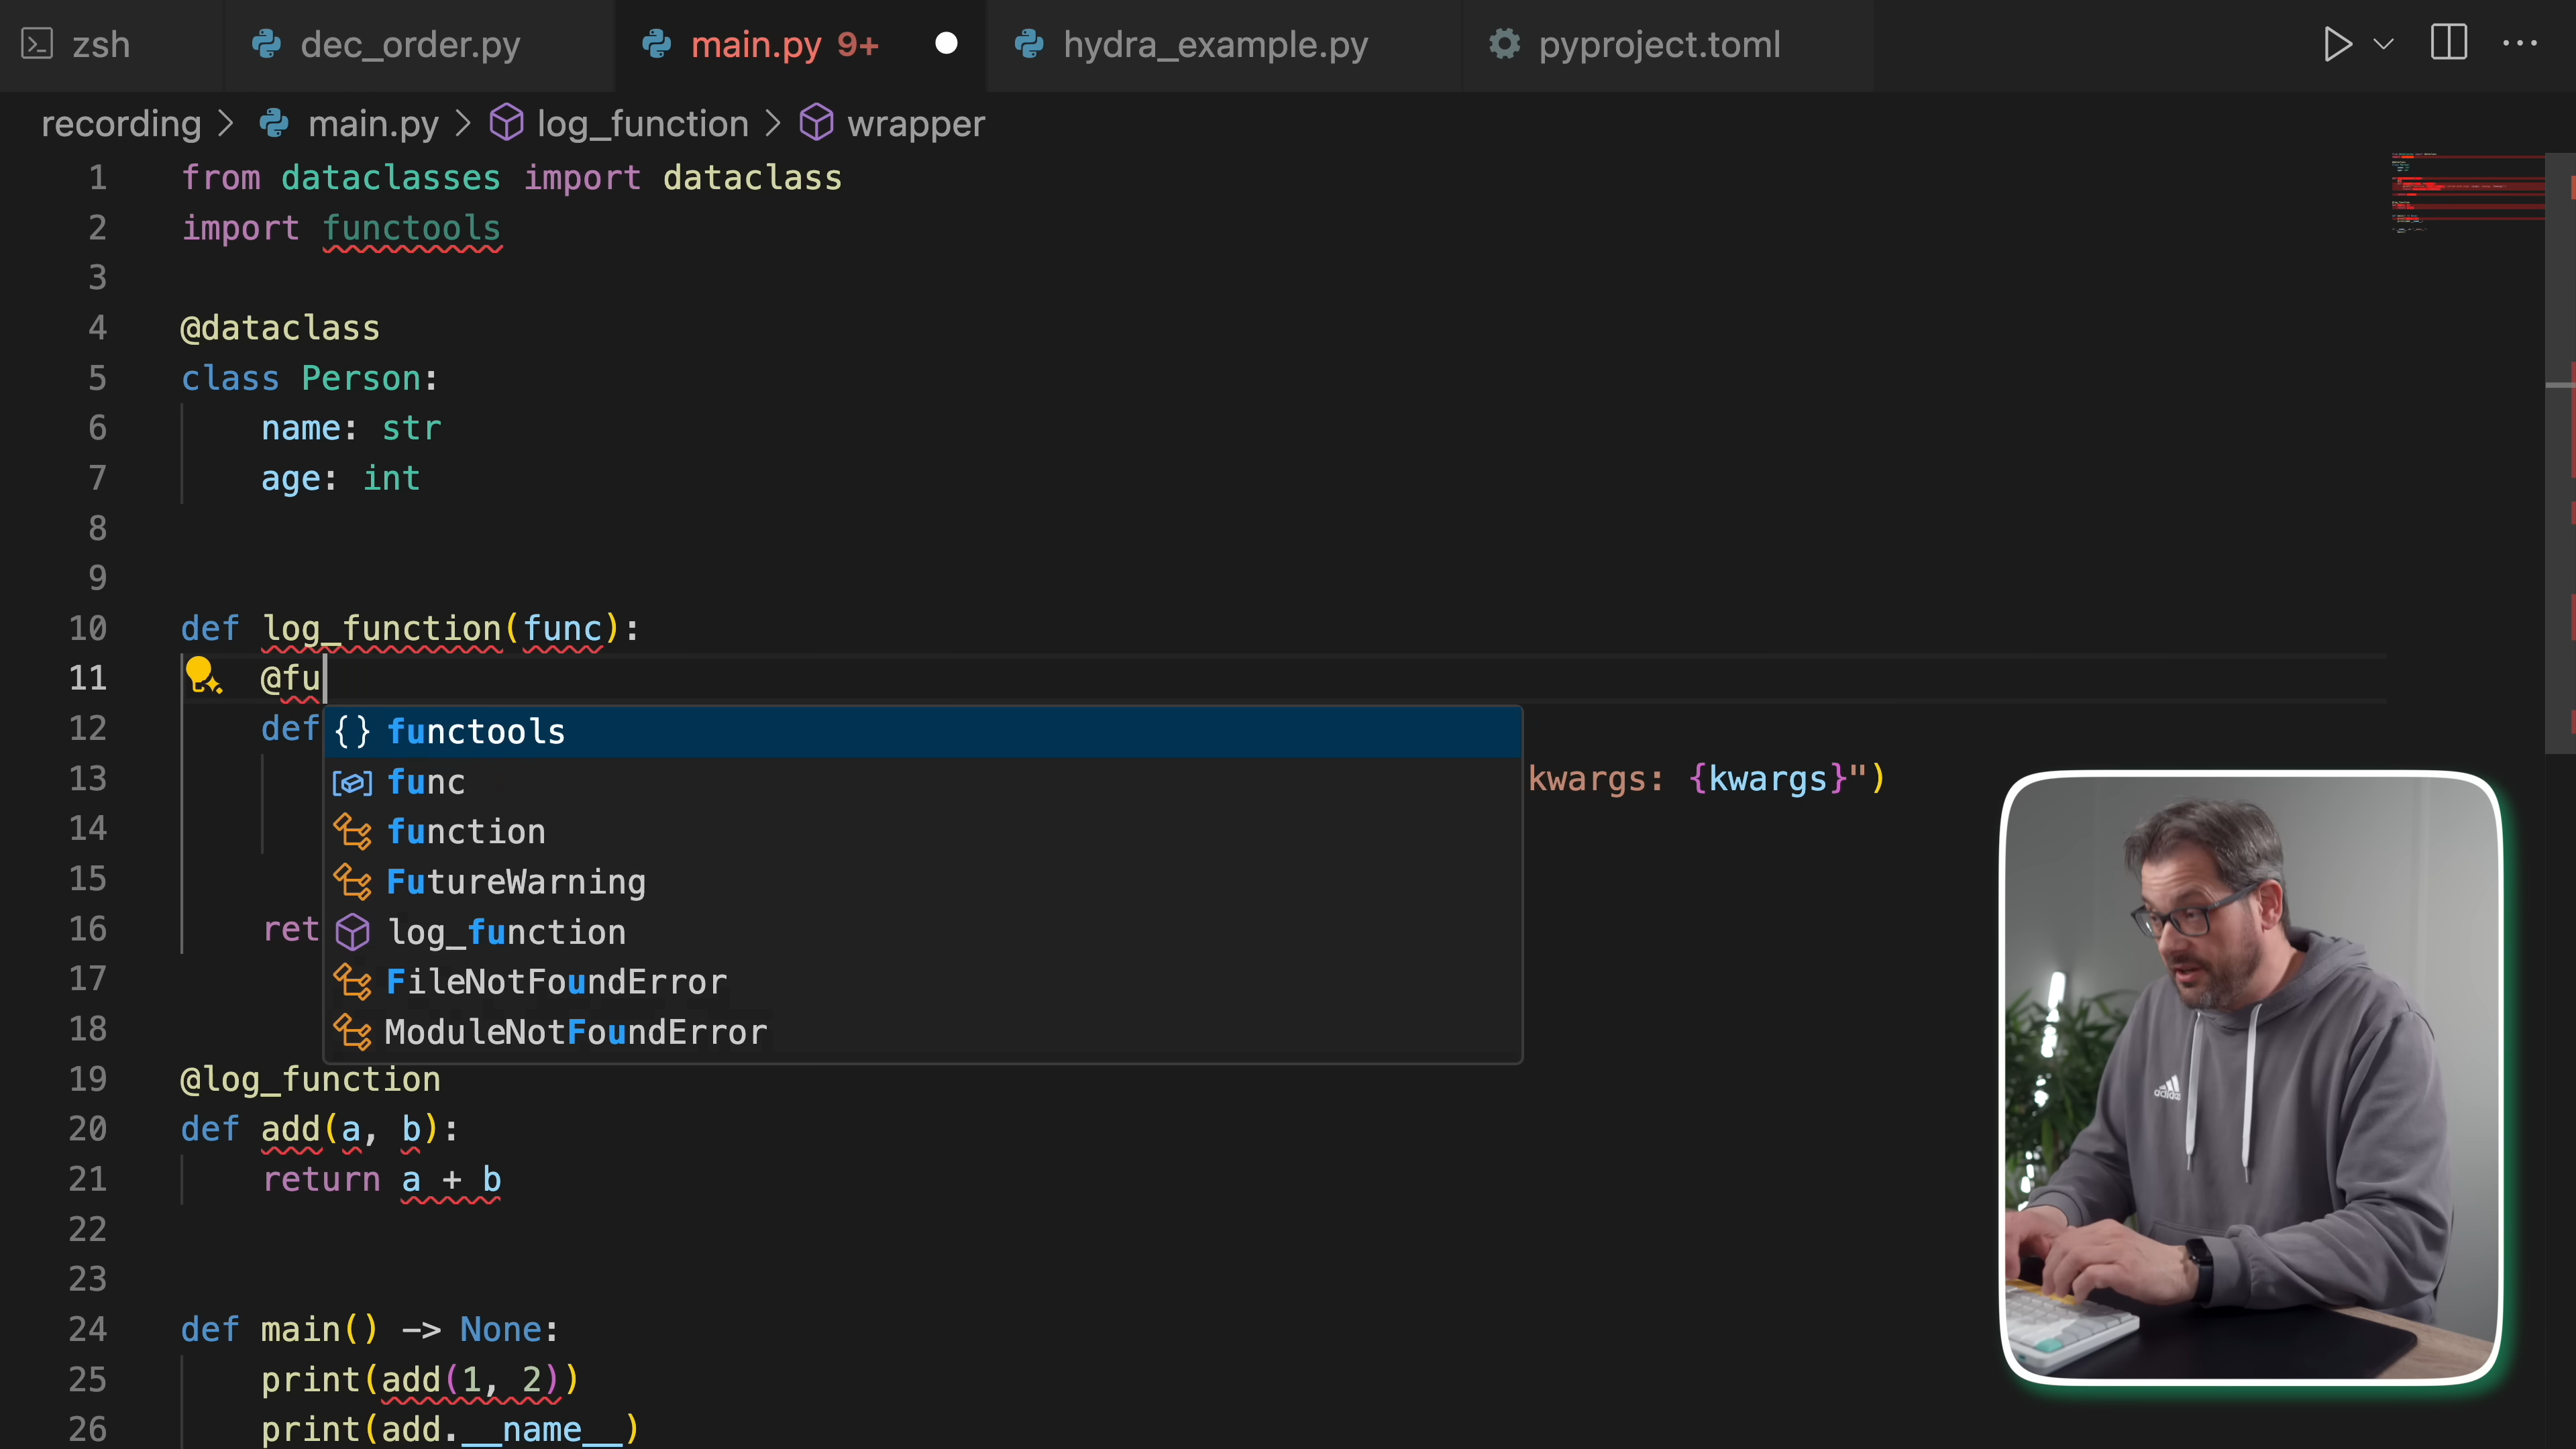 zsh dec_order.py main.py 9+ hydra_example.py pyproject.toml
recording > main.py > log_function > wrapper
1 from dataclasses import dataclass
2 import functools
3
4 @dataclass
5 class Person:
6 name: str
7 age: int
8
9
10 def log_function(func):
11 @fu
12 def
functools
13 kwargs: {kwargs}")
func
14
function
15
FutureWarning
16 ret
log_function
17
FileNotFoundError
18
ModuleNotFoundError
19 @log_function
20 def add(a, b):
21 return a + b
22
23
24 def main() -> None:
25 print(add(1, 2))
26 print(add.__name__)
adidas